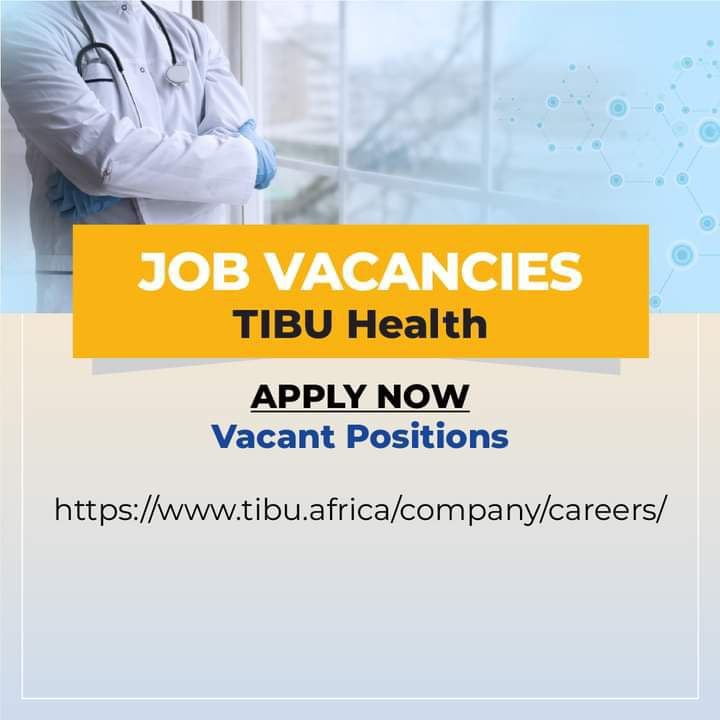 JOB VACANCIES
TIBU Health
APPLY NOW
Vacant Positions
https://www.tibu.africa/company/careers/